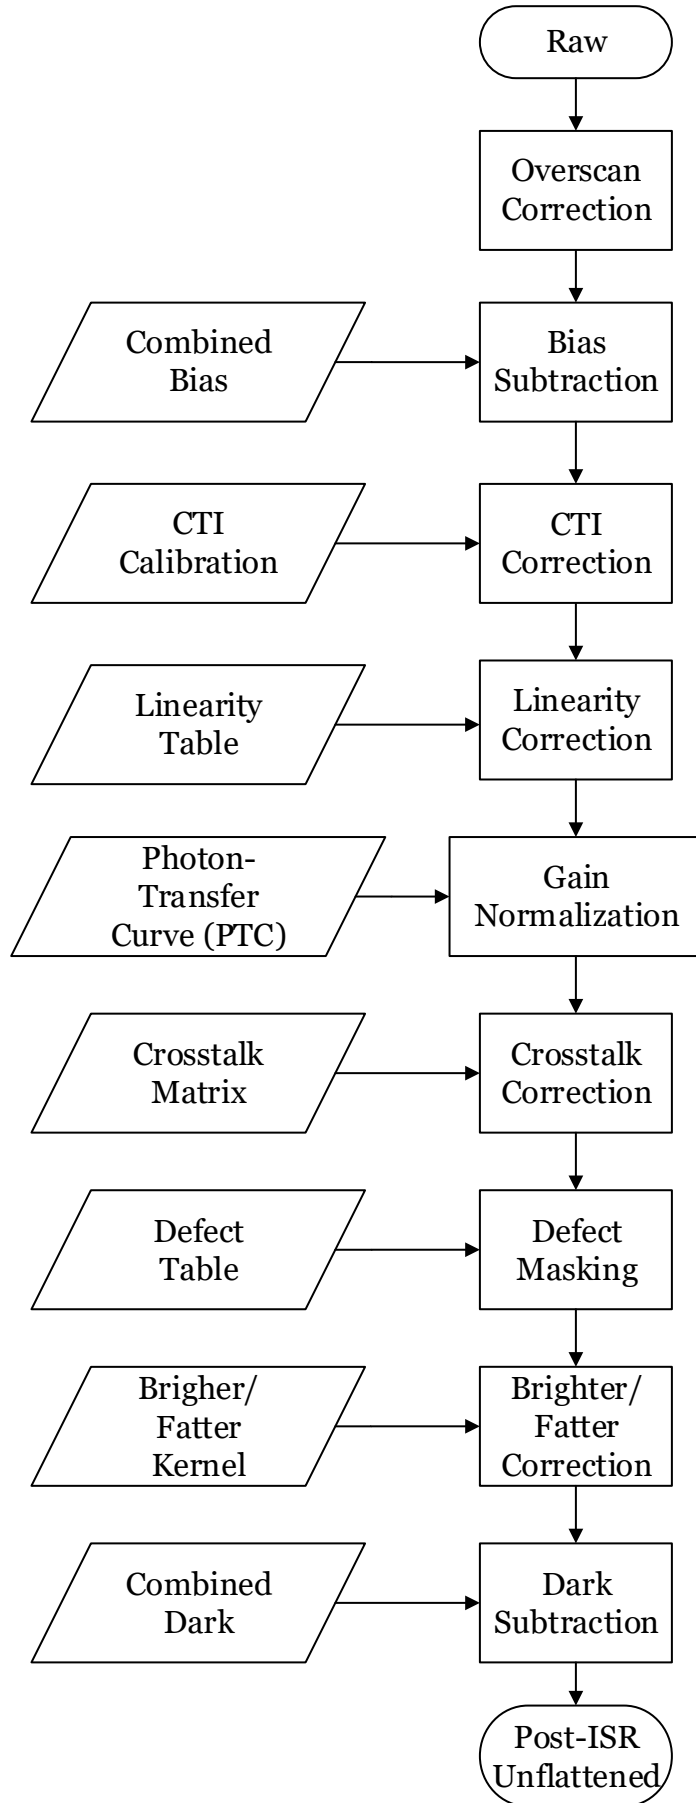 Raw
Overscan
Correction
Combined
Bias
Bias
Subtraction
CTI
Calibration
CTI
Correction
Linearity
Table
Linearity
Correction
Photon-
Transfer
Curve (PTC)
Gain
Normalization
Crosstalk
Matrix
Crosstalk
Correction
Defect
Table
Defect
Masking
Brigher/
Fatter
Kernel
Brighter/
Fatter
Correction
Combined
Dark
Dark
Subtraction
Post-ISR
Unflattened